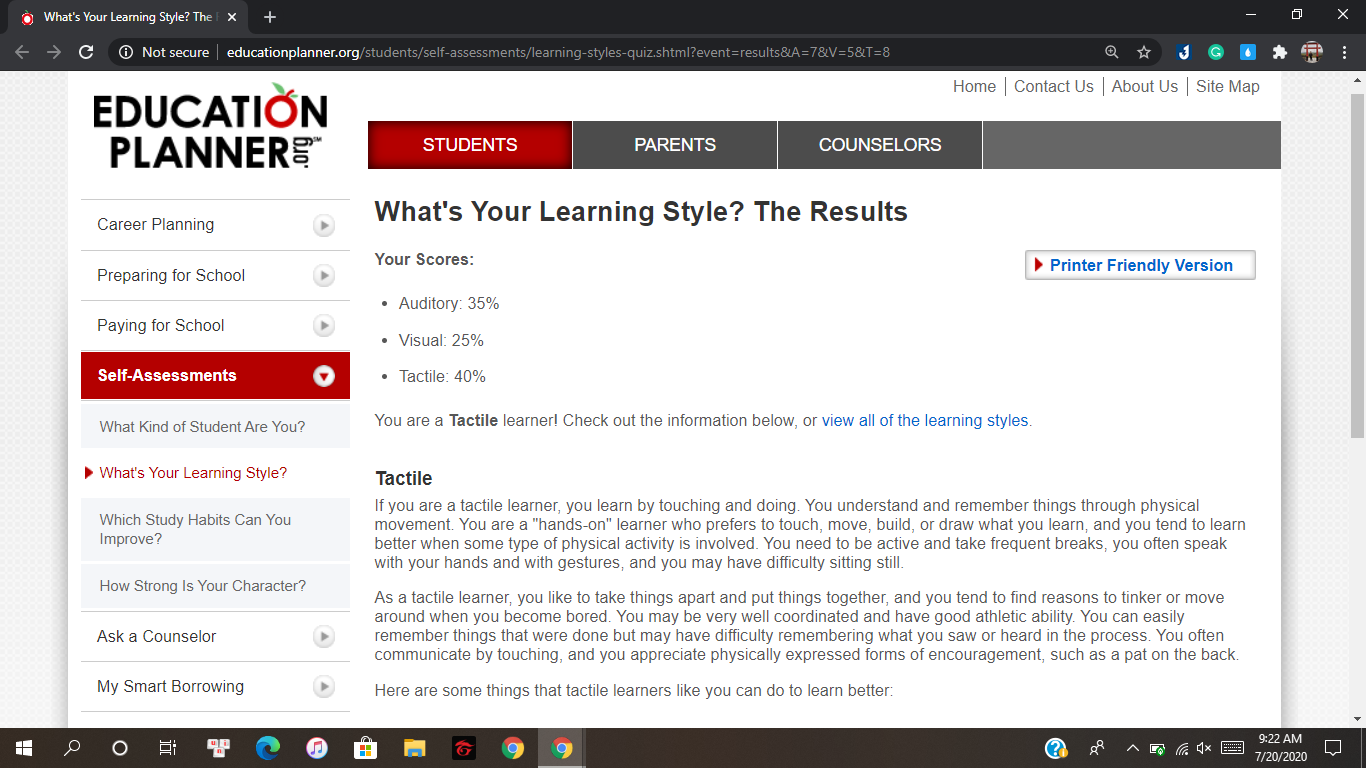 What's Your Learning Style? The
Not secure
educationplanner.org/students/self-assessments/learning-styles-quiz.shtml?event=results&A=7&V=5&T=8
Home
Contact Us
About Us
Site Map
EDUCATION
PLANNER.org SM
STUDENTS
PARENTS
COUNSELORS
Career Planning
Preparing for School
Paying for School
Self-Assessments
What Kind of Student Are You?
What's Your Learning Style?
Which Study Habits Can You
Improve?
How Strong Is Your Character?
Ask a Counselor
My Smart Borrowing
What's Your Learning Style? The Results
Your Scores:
Printer Friendly Version
• Auditory: 35%
• Visual: 25%
• Tactile: 40%
You are a Tactile learner! Check out the information below, or view all of the learning styles.
Tactile
If you are a tactile learner, you learn by touching and doing. You understand and remember things through physical
movement. You are a "hands-on" learner who prefers to touch, move, build, or draw what you learn, and you tend to learn
better when some type of physical activity is involved. You need to be active and take frequent breaks, you often speak
with your hands and with gestures, and you may have difficulty sitting still.
As a tactile learner, you like to take things apart and put things together, and you tend to find reasons to tinker or move
around when you become bored. You may be very well coordinated and have good athletic ability. You can easily
remember things that were done but may have difficulty remembering what you saw or heard in the process. You often
communicate by touching, and you appreciate physically expressed forms of encouragement, such as a pat on the back.
Here are some things that tactile learners like you can do to learn better:
9:22 AM
7/20/2020